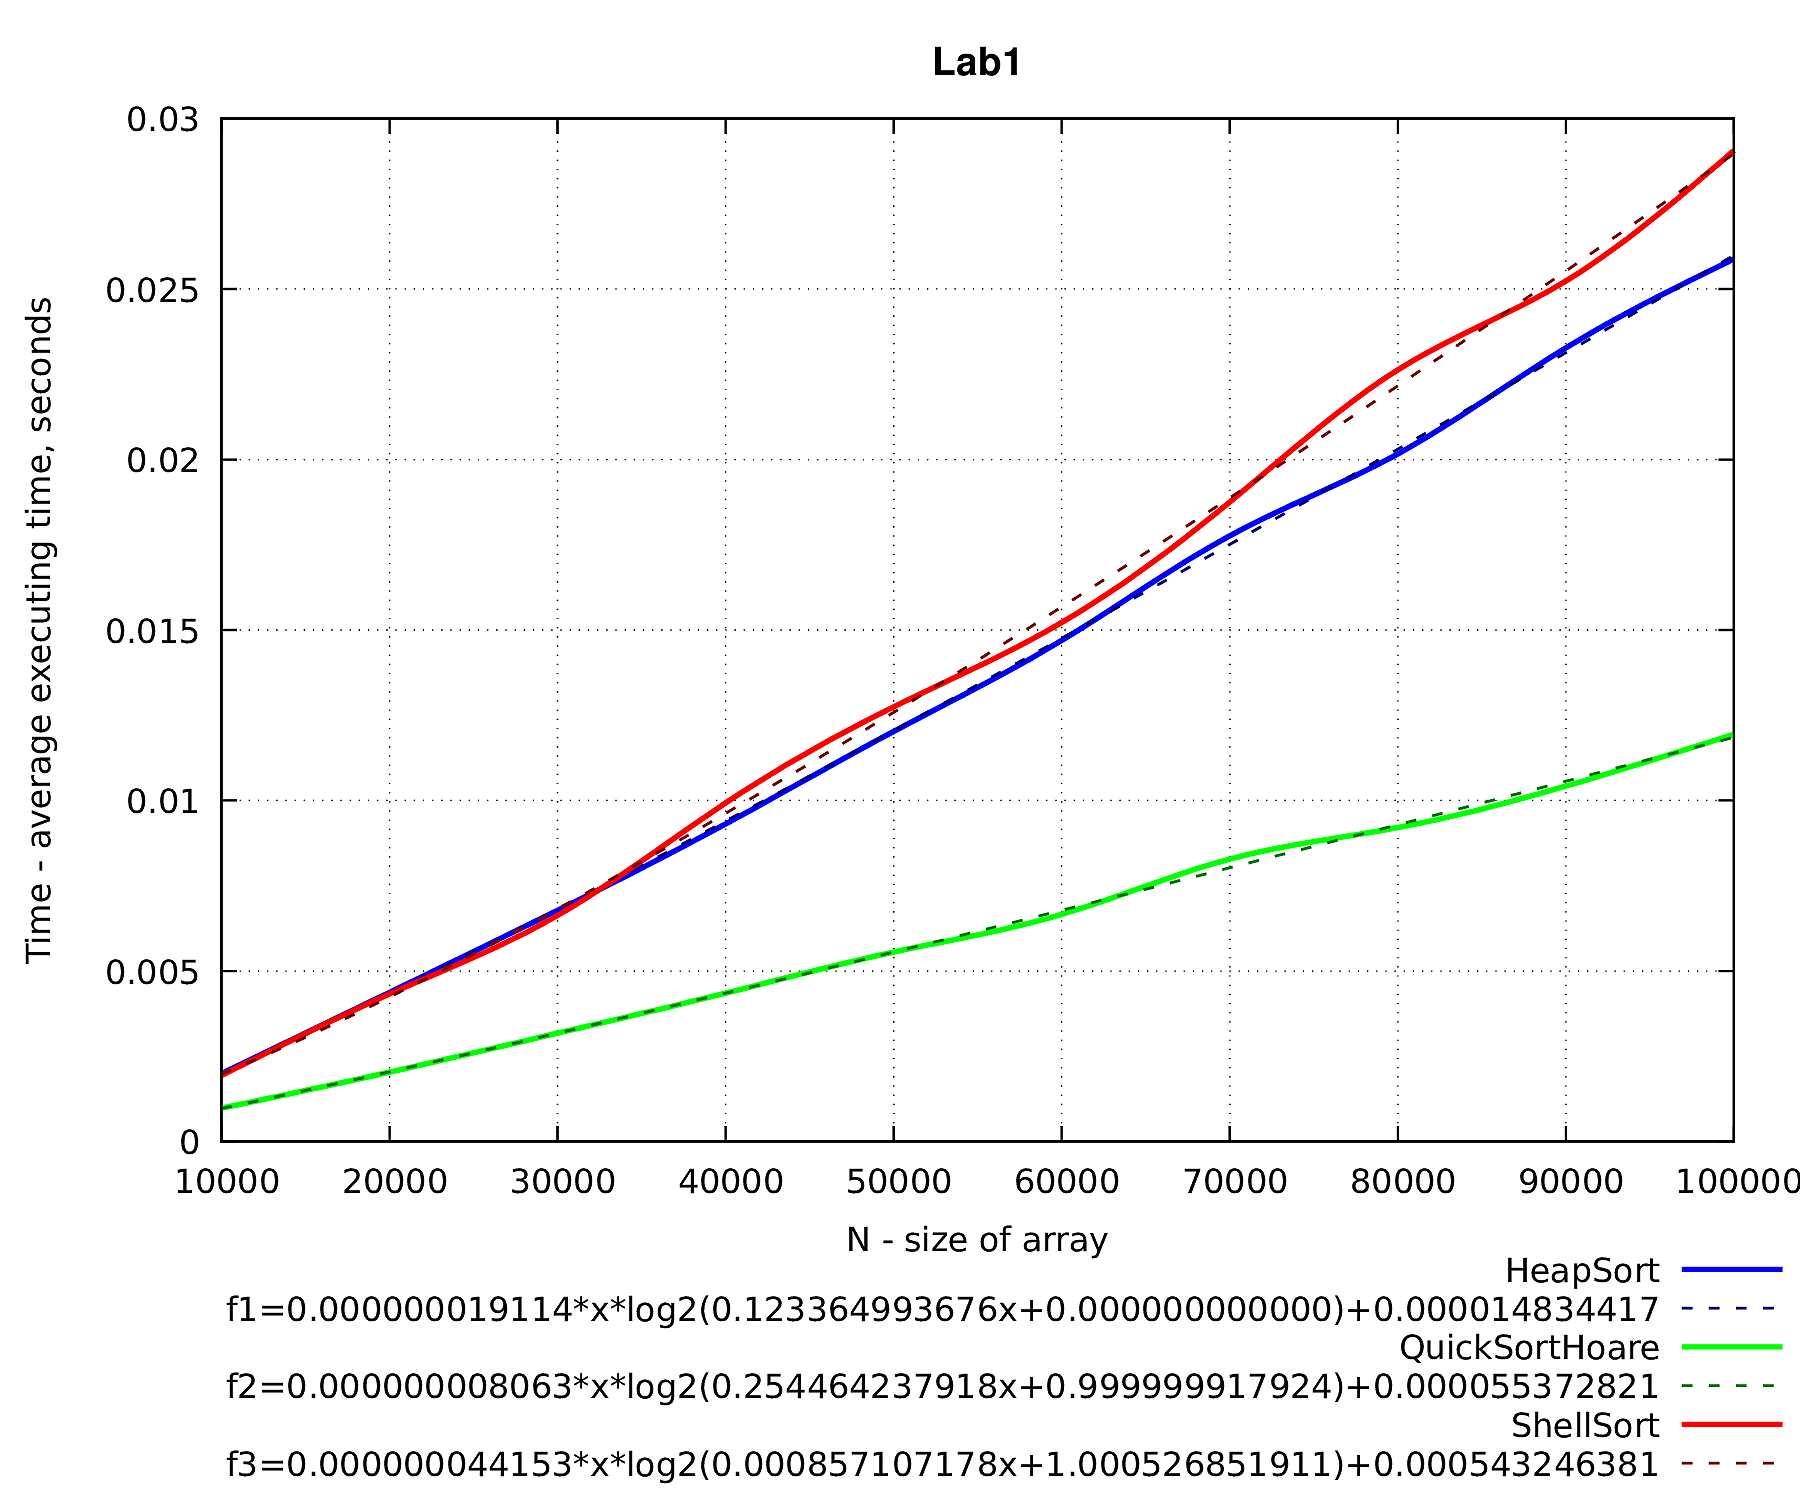 Lab1
0.03
0.025
0.02
0.015
0.01
0.005
0
Time - average executing time, seconds
10000 20000 30000 40000 50000 60000 70000 80000 90000 100000
N - size of array
HeapSort
f1=0.000000019114*x*log2(0.123364993676x+0.000000000000)+0.000014834417
QuickSortHoare
f2=0.000000008063*x*log2(0.254464237918x+0.999999917924)+0.000055372821
ShellSort
f3=0.000000044153*x*log2(0.000857107178x+1.000526851911)+0.000543246381